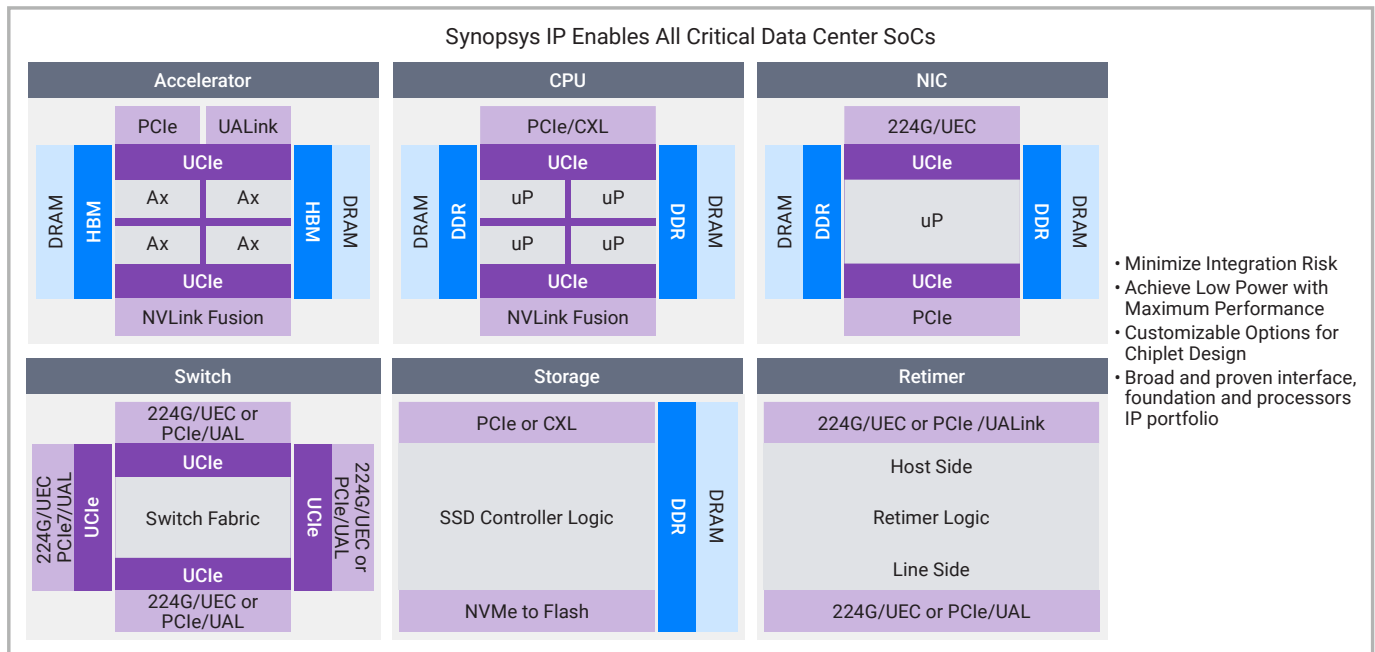 Synopsys IP Enables All Critical Data Center SoCs
Accelerator
PCIe
UALink
UCIe
DRAM
HBM
Ax
Ax
Ax
Ax
HBM
DRAM
UCIe
NVLink Fusion
CPU
PCIe/CXL
UCIe
DRAM
DDR
uP
uP
uP
uP
DDR
DRAM
UCIe
NVLink Fusion
NIC
224G/UEC
UCIe
DRAM
DDR
uP
DDR
DRAM
UCIe
PCIe
Switch
224G/UEC or
PCIe/UAL
UCIe
224G/UEC
PCIe7/UAL
UCIe
Switch Fabric
UCIe
224G/UEC or
PCIe/UAL
UCIe
224G/UEC or
PCIe/UAL
Storage
PCIe or CXL
SSD Controller Logic
DDR
DRAM
NVMe to Flash
Retimer
224G/UEC or PCIe /UALink
Host Side
Retimer Logic
Line Side
224G/UEC or PCIe/UAL
• Minimize Integration Risk
• Achieve Low Power with
Maximum Performance
• Customizable Options for
Chiplet Design
• Broad and proven interface,
foundation and processors
IP portfolio